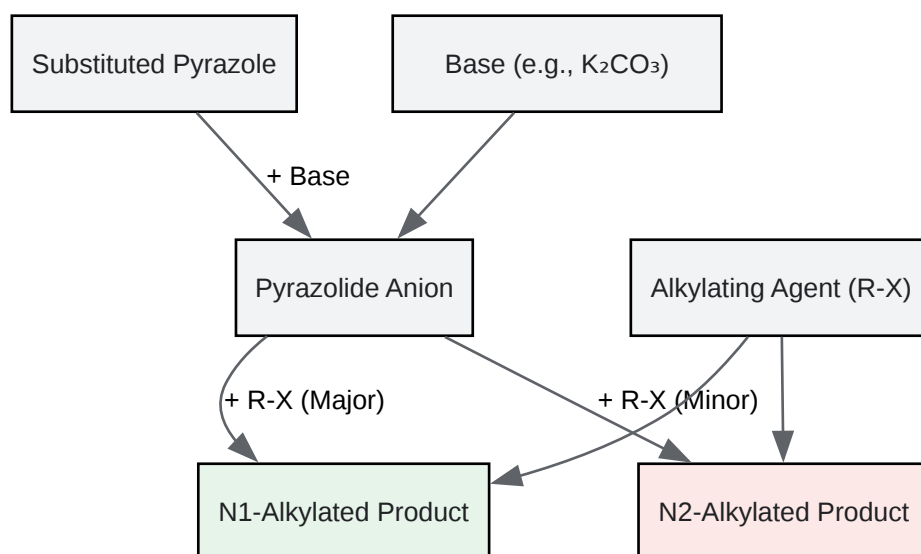 Substituted Pyrazole
Base (e.g., K₂CO₃)
+ Base
Pyrazolide Anion
Alkylating Agent (R-X)
+ R-X (Major)
+ R-X (Minor)
N1-Alkylated Product
N2-Alkylated Product